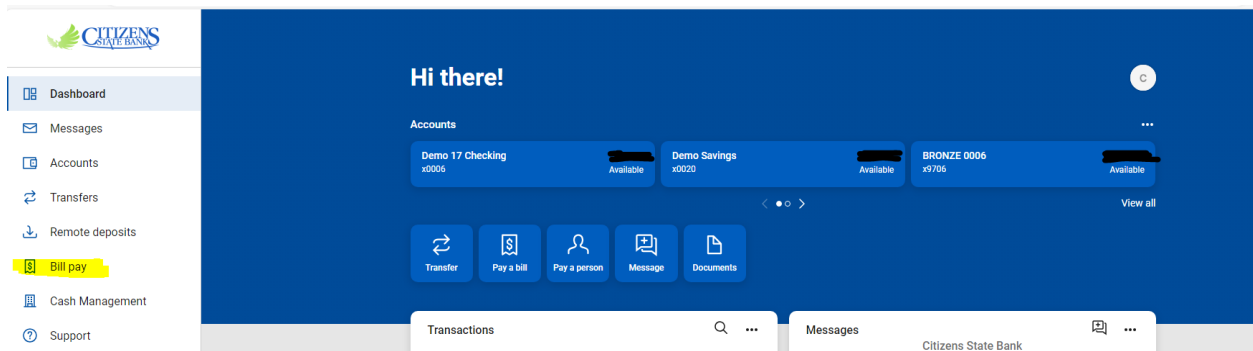 CITIZENS
STATE BANK
Dashboard
Messages
Accounts
Transfers
Remote deposits
Bill pay
Cash Management
Support
Hi there!
C
Accounts
Demo 17 Checking
x0006
Available
Demo Savings
x0020
Available
BRONZE 0006
x9706
Available
View all
Transfer
Pay a bill
Pay a person
Message
Documents
Transactions
Messages
Citizens State Bank